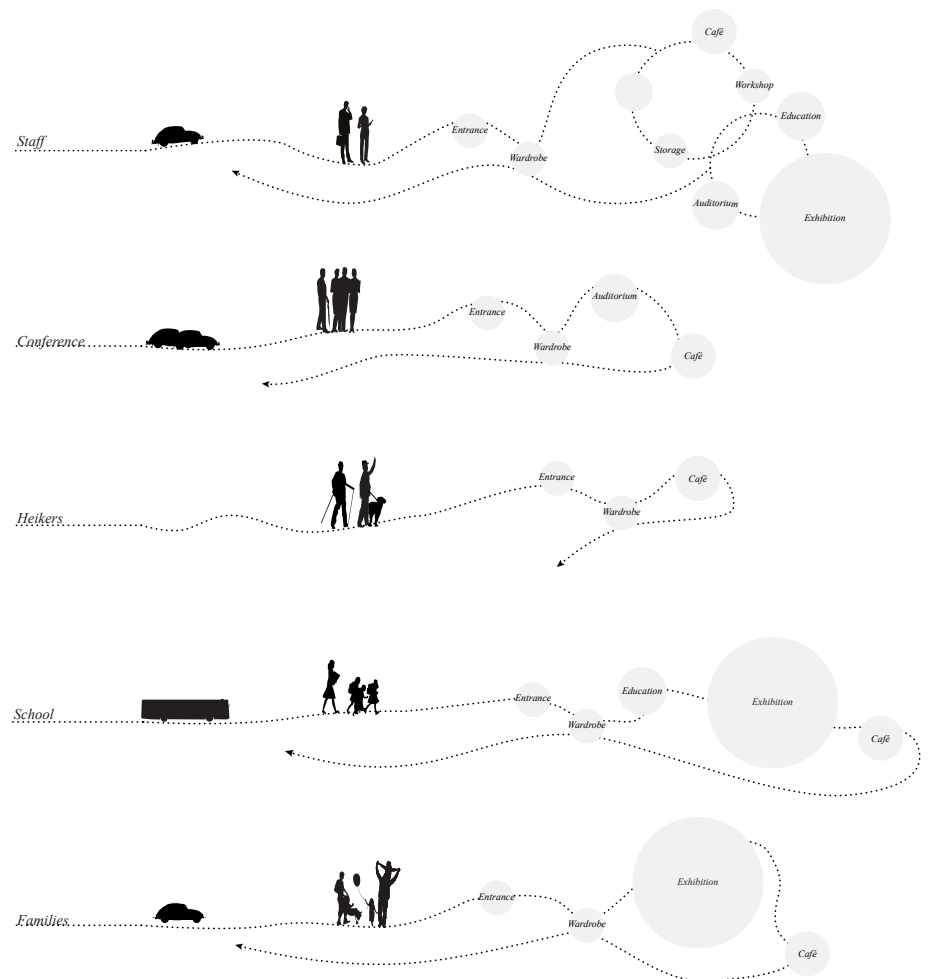 Café
Workshop
Education
Staff
Entrance
Storage
Wardrobe
Auditorium
Exhibition
Conference
Entrance
Auditorium
Wardrobe
Café
Heikers
Entrance
Café
Wardrobe
School
Entrance
Education
Exhibition
Wardrobe
Café
Families
Entrance
Exhibition
Wardrobe
Café